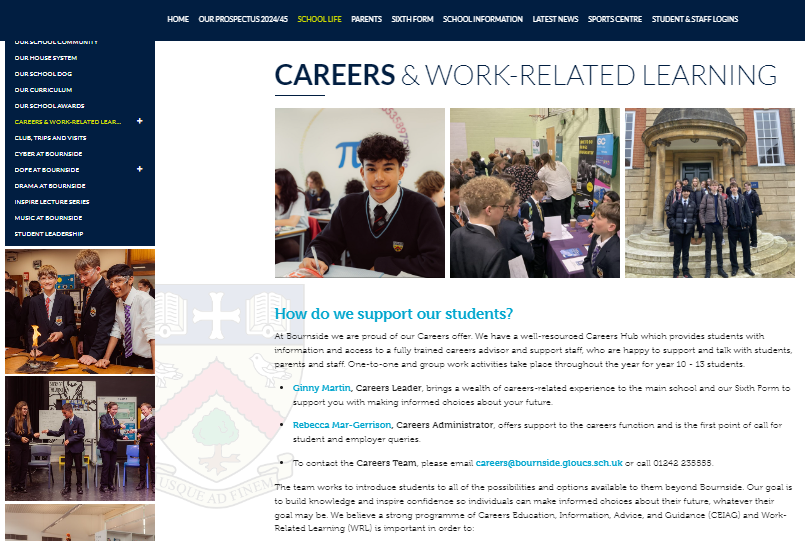 HOME OUR PROSPECTUS 2024/45 SCHOOL LIFE PARENTS SIXTH FORM SCHOOL INFORMATION LATEST NEWS SPORTS CENTRE STUDENT & STAFF LOGINS
OUR SCHOOL COMMUNITY
OUR HOUSE SYSTEM
OUR SCHOOL DOG
OUR CURRICULUM
OUR SCHOOL AWARDS
CAREERS & WORK-RELATED LEAR... +
CLUB, TRIPS AND VISITS
CYBER AT BOURNSIDE
DOFE AT BOURNSIDE +
DRAMA AT BOURNSIDE
INSPIRE LECTURE SERIES
MUSIC AT BOURNSIDE
STUDENT LEADERSHIP
CAREERS & WORK-RELATED LEARNING
π
How do we support our students?
At Bournside we are proud of our Careers offer. We have a well-resourced Careers Hub which provides students with
information and access to a fully trained careers advisor and support staff, who are happy to support and talk with students,
parents and staff. One-to-one and group work activities take place throughout the year for year 10 - 13 students.
• Ginny Martin, Careers Leader, brings a wealth of careers-related experience to the main school and our Sixth Form to
support you with making informed choices about your future.
• Rebecca Mar-Gerrison, Careers Administrator, offers support to the careers function and is the first point of call for
student and employer queries.
• To contact the Careers Team, please email careers@bournside.gloucs.sch.uk or call 01242 235555.
The team works to introduce students to all of the possibilities and options available to them beyond Bournside. Our goal is
to build knowledge and inspire confidence so individuals can make informed choices about their future, whatever their
goal may be. We believe a strong programme of Careers Education, Information, Advice, and Guidance (CEIAG) and Work-
Related Learning (WRL) is important in order to:
USQUE AD FINEM